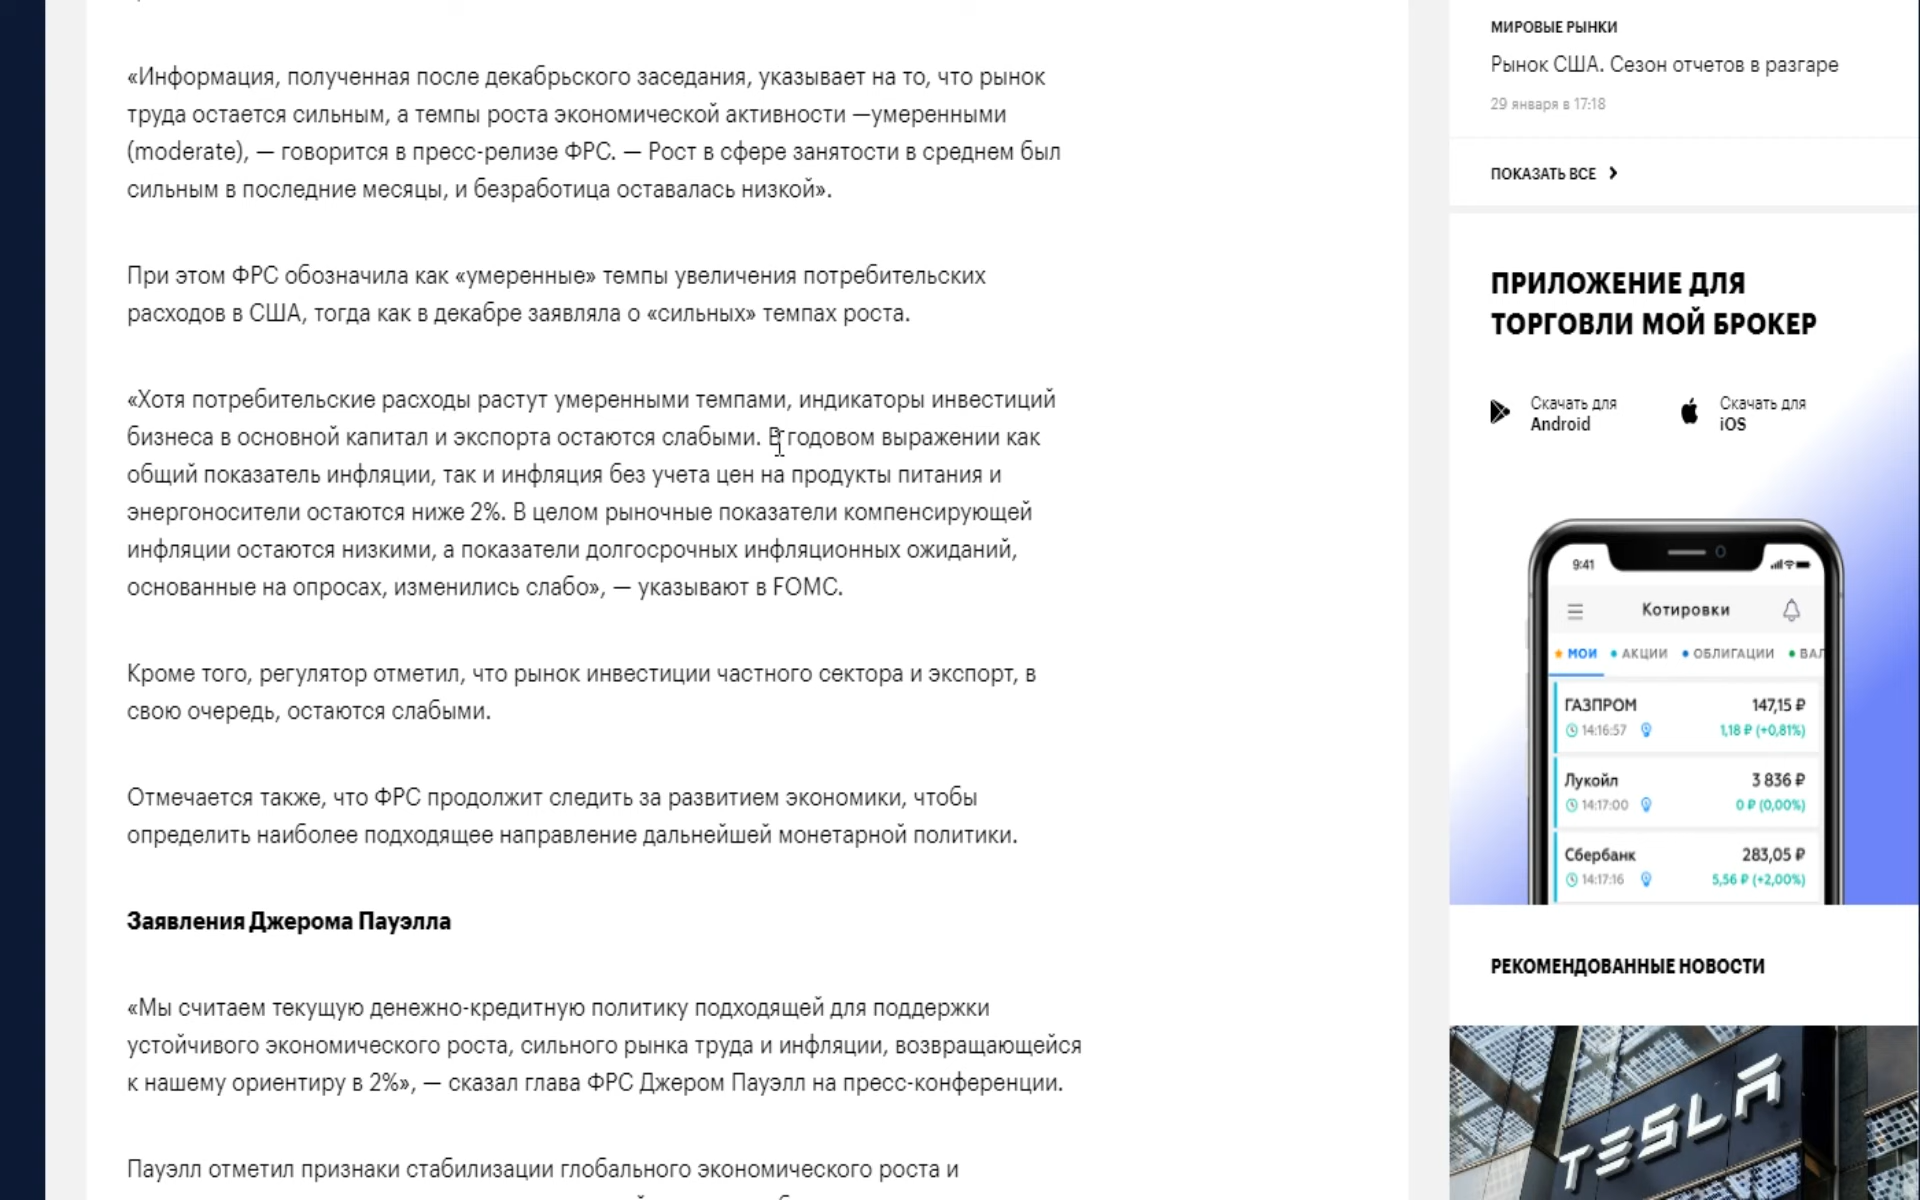 «Информация, полученная после декабрьского заседания, указывает на то, что рынок
труда остается сильным, а темпы роста экономической активности —умеренными
(moderate), — говорится в пресс-релизе ФРС. — Рост в сфере занятости в среднем был
сильным в последние месяцы, и безработица оставалась низкой».
При этом ФРС обозначила как «умеренные» темпы увеличения потребительских
расходов в США, тогда как в декабре заявляла о «сильных» темпах роста.
«Хотя потребительские расходы растут умеренными темпами, индикаторы инвестиций
бизнеса в основной капитал и экспорта остаются слабыми. В годовом выражении как
общий показатель инфляции, так и инфляция без учета цен на продукты питания и
энергоносители остаются ниже 2%. В целом рыночные показатели компенсирующей
инфляции остаются низкими, а показатели долгосрочных инфляционных ожиданий,
основанные на опросах, изменились слабо», — указывают в FOMC.
Кроме того, регулятор отметил, что рынок инвестиции частного сектора и экспорт, в
свою очередь, остаются слабыми.
Отмечается также, что ФРС продолжит следить за развитием экономики, чтобы
определить наиболее подходящее направление дальнейшей монетарной политики.
Заявления Джерома Пауэлла
«Мы считаем текущую денежно-кредитную политику подходящей для поддержки
устойчивого экономического роста, сильного рынка труда и инфляции, возвращающейся
к нашему ориентиру в 2%», — сказал глава ФРС Джером Пауэлл на пресс-конференции.
Пауэлл отметил признаки стабилизации глобального экономического роста и
МИРОВЫЕ РЫНКИ
Рынок США. Сезон отчетов в разгаре
29 января в 17:18
ПОКАЗАТЬ ВСЕ
ПРИЛОЖЕНИЕ ДЛЯ
ТОРГОВЛИ МОЙ БРОКЕР
Скачать для Android
Скачать для iOS
9:41
Котировки
МОИ АКЦИИ ОБЛИГАЦИИ ВАЛ
ГАЗПРОМ 147,15 ₽
14:16:57 1,18 ₽ (+0,81%)
Лукойл 3 836 ₽
14:17:00 0 ₽ (0,00%)
Сбербанк 283,05 ₽
14:17:16 5,56 ₽ (+2,00%)
РЕКОМЕНДОВАННЫЕ НОВОСТИ
TESLA